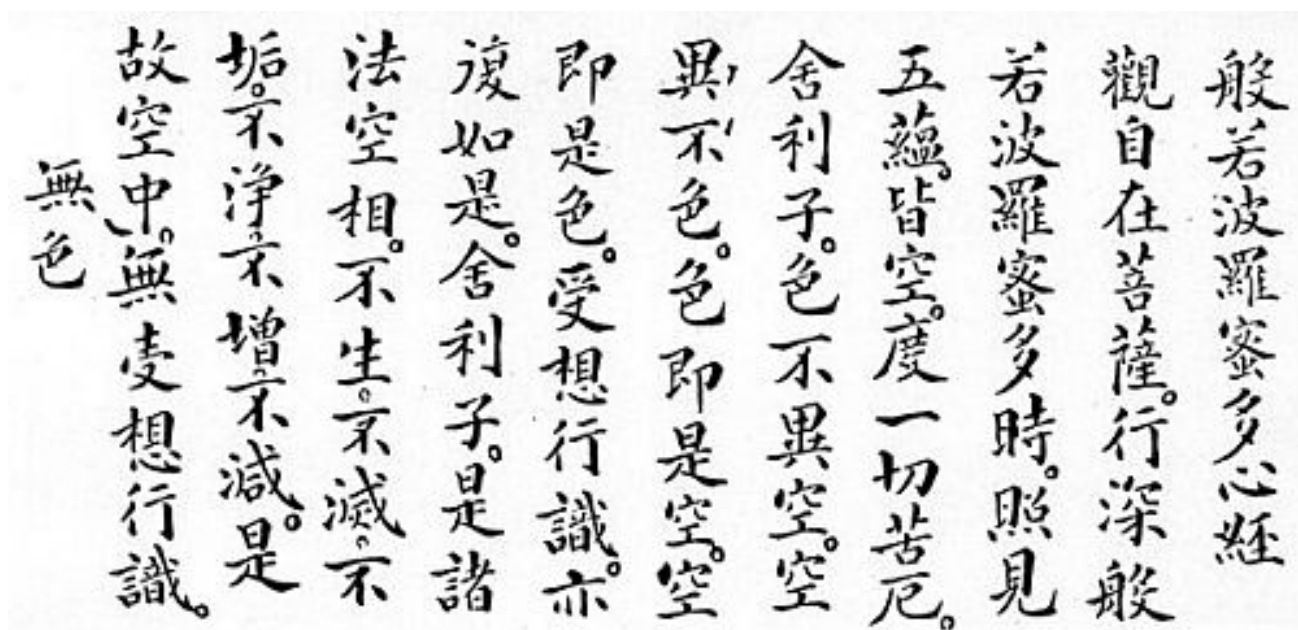 般若波羅蜜多心経
觀自在菩薩。行深般
若波羅蜜多時。照見
五蘊。皆空。度一切苦厄。
舍利子。色不異空。空
異不色。色即是空。空
即是色。受想行識。亦
復如是。舍利子。是諸
法空相。不生。不滅。不
垢。不淨。不增。不減。是
故空中。無受想行識。
無色